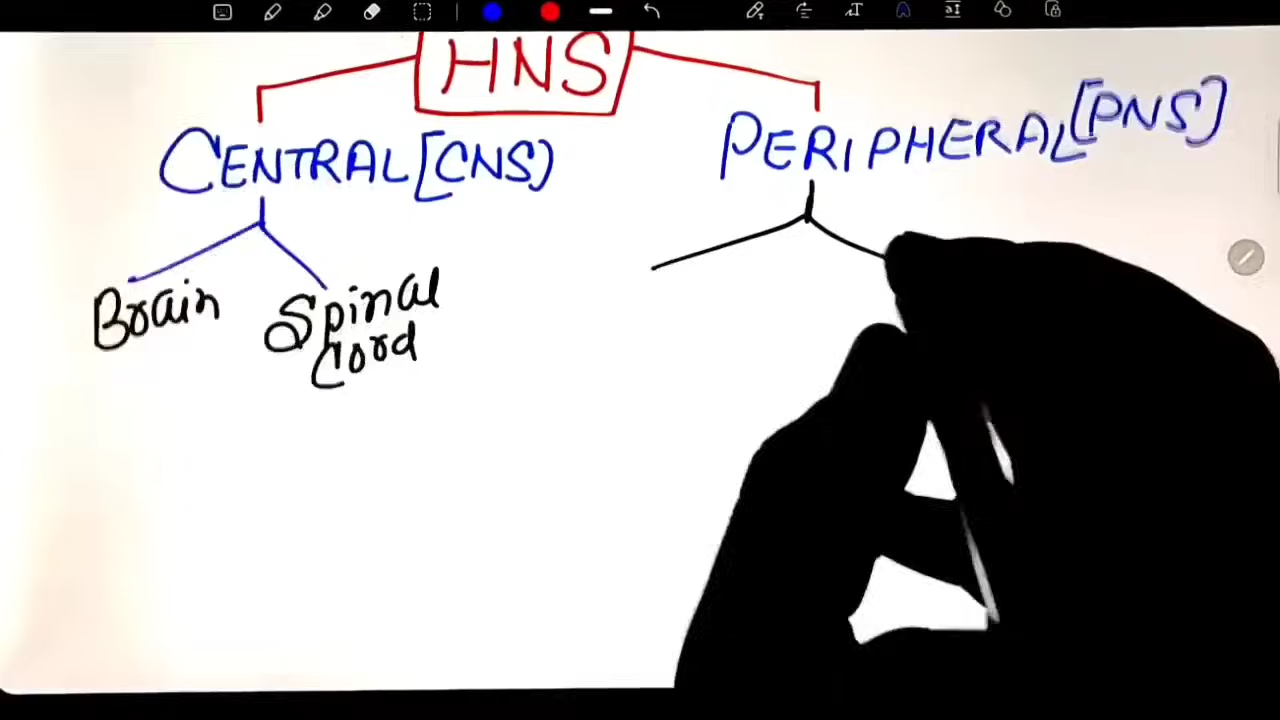 HNS
CENTRAL[CNS)
PERIPHERAL[PNS]
Brain
Spinal
Cord